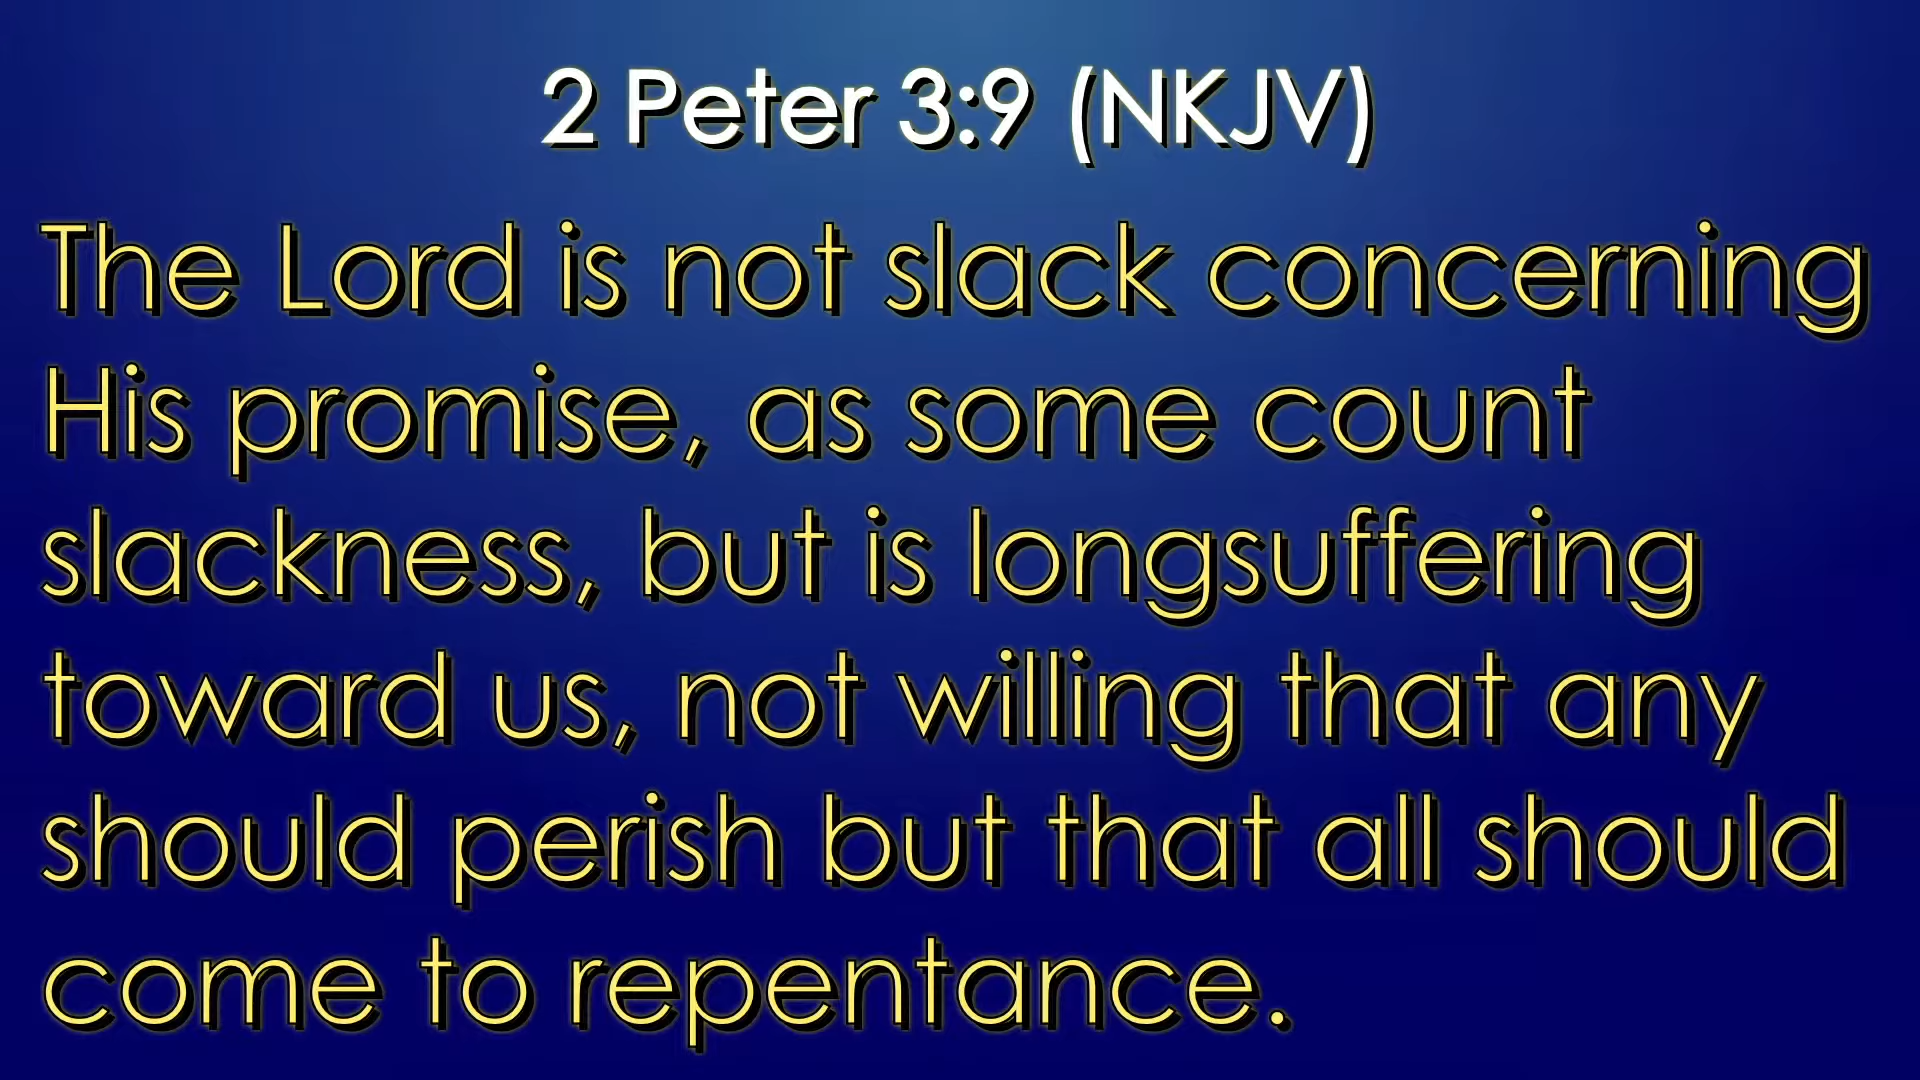 2 Peter 3:9 (NKJV)
The Lord is not slack concerning
His promise, as some count
slackness, but is longsuffering
toward us, not willing that any
should perish but that all should
come to repentance.